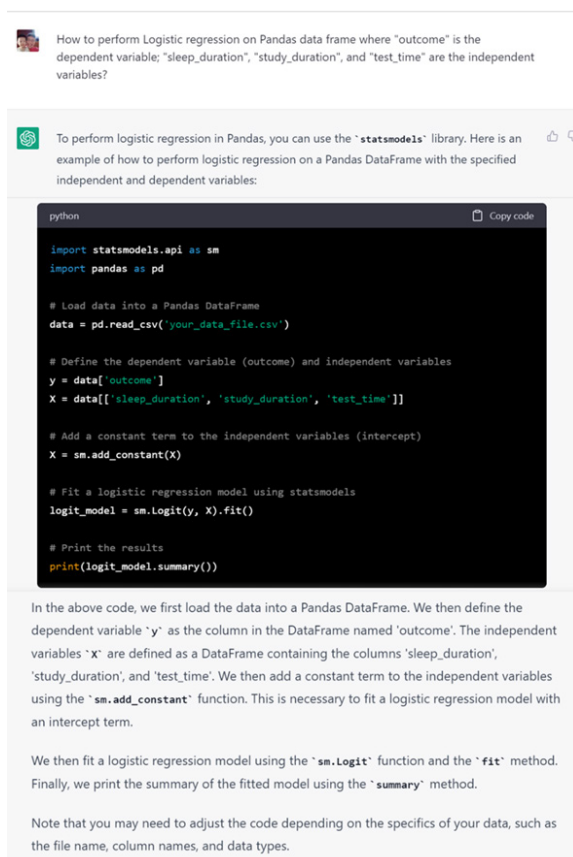 How to perform Logistic regression on Pandas data frame where "outcome" is the
dependent variable; "sleep_duration", "study_duration", and "test_time" are the independent
variables?
To perform logistic regression in Pandas, you can use the `statsmodels` library. Here is an
example of how to perform logistic regression on a Pandas DataFrame with the specified
independent and dependent variables:
python Copy code
import statsmodels.api as sm
import pandas as pd
# Load data into a Pandas DataFrame
data = pd.read_csv('your_data_file.csv')
# Define the dependent variable (outcome) and independent variables
y = data['outcome']
X = data[['sleep_duration', 'study_duration', 'test_time']]
# Add a constant term to the independent variables (intercept)
X = sm.add_constant(X)
# Fit a logistic regression model using statsmodels
logit_model = sm.Logit(y, X).fit()
# Print the results
print(logit_model.summary())
In the above code, we first load the data into a Pandas DataFrame. We then define the
dependent variable `y` as the column in the DataFrame named 'outcome'. The independent
variables `X` are defined as a DataFrame containing the columns 'sleep_duration',
'study_duration', and 'test_time'. We then add a constant term to the independent variables
using the `sm.add_constant` function. This is necessary to fit a logistic regression model with
an intercept term.
We then fit a logistic regression model using the `sm.Logit` function and the `fit` method.
Finally, we print the summary of the fitted model using the `summary` method.
Note that you may need to adjust the code depending on the specifics of your data, such as
the file name, column names, and data types.